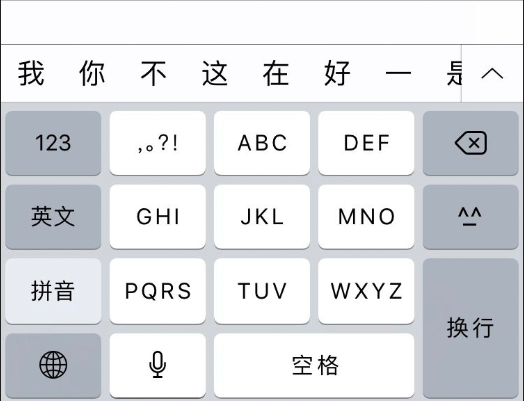 我 你 不 这 在 好 一 是
123 ,。?! ABC DEF
英文 GHI JKL MNO ^^
拼音 PQRS TUV WXYZ
换行
空格